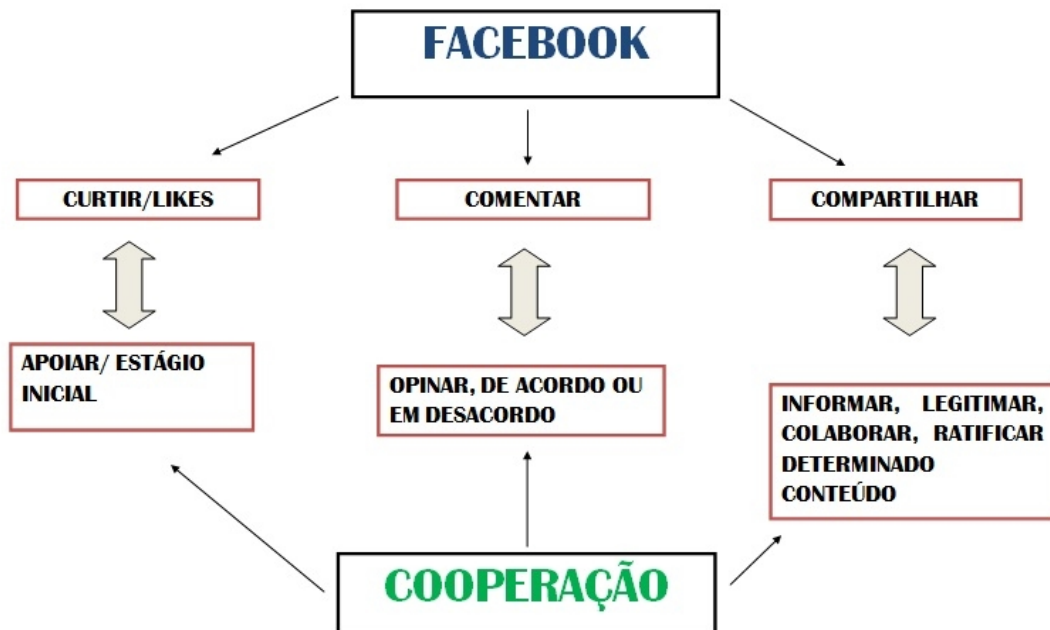 FACEBOOK
CURTIR/LIKES
COMENTAR
COMPARTILHAR
APOIAR/ ESTÁGIO
INICIAL
OPINAR, DE ACORDO OU
EM DESACORDO
INFORMAR, LEGITIMAR,
COLABORAR, RATIFICAR
DETERMINADO
CONTEÚDO
COOPERAÇÃO